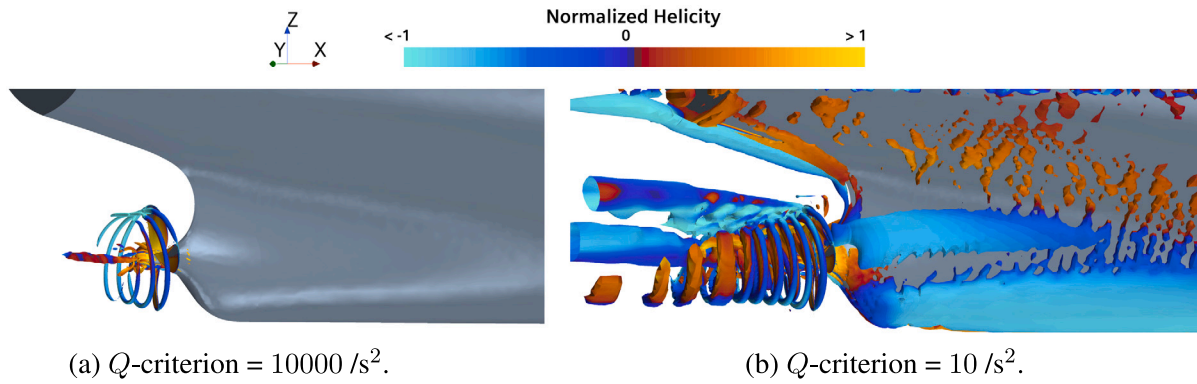 Normalized Helicity
< -1 0 > 1
Z
Y X
(a) Q-criterion = 10000 /s².
(b) Q-criterion = 10 /s².